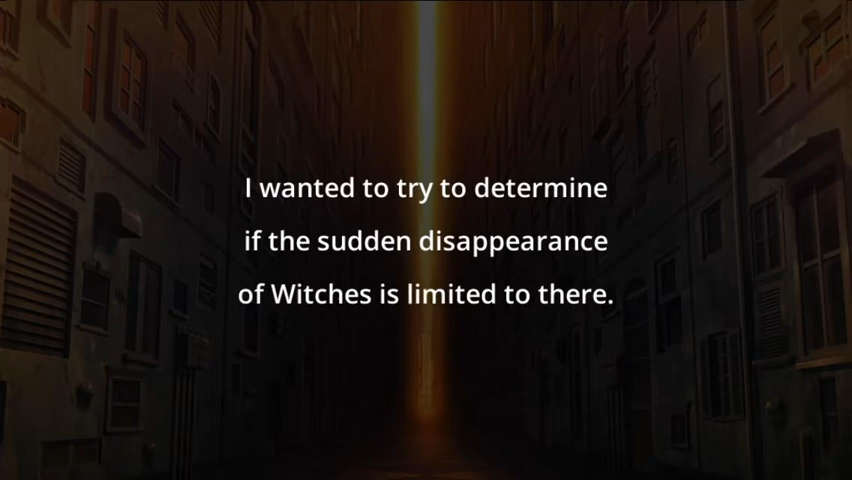 I wanted to try to determine
if the sudden disappearance
of Witches is limited to there.